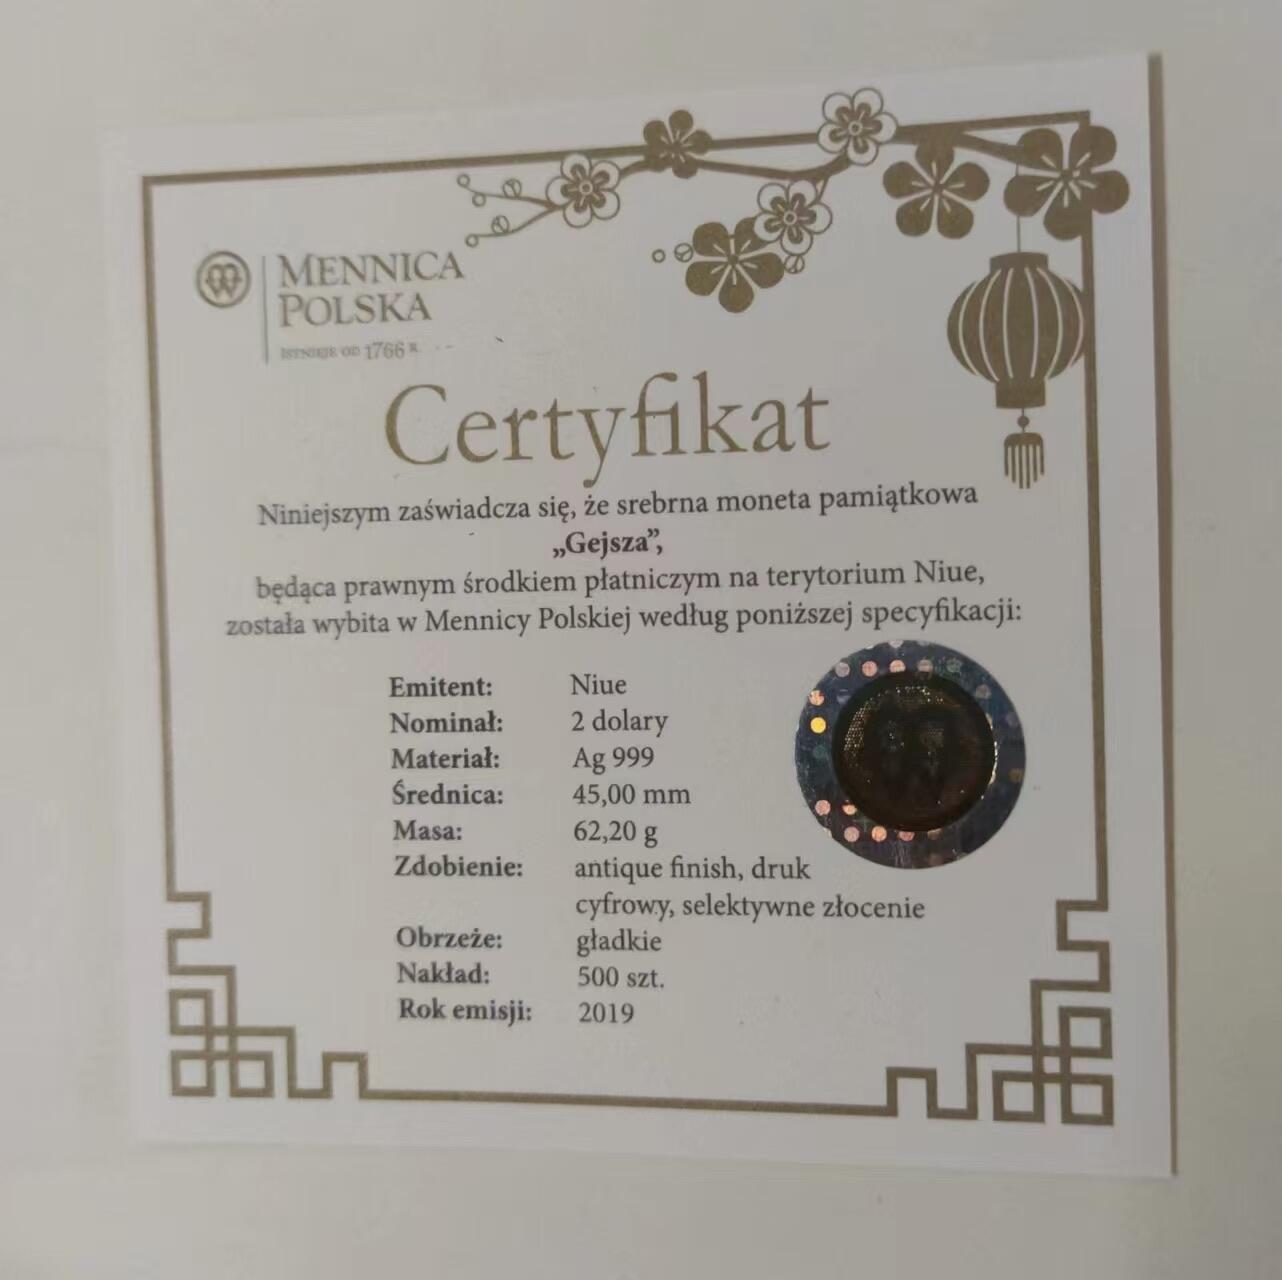 MENNICA
POLSKA
ISTNIEJE OD 1766 R.
Certyfikat
Niniejszym zaświadcza się, że srebrna moneta pamiątkowa
„Gejsza”,
będąca prawnym środkiem płatniczym na terytorium Niue,
została wybita w Mennicy Polskiej według poniższej specyfikacji:
Emitent: Niue
Nominał: 2 dolary
Materiał: Ag 999
Średnica: 45,00 mm
Masa: 62,20 g
Zdobienie: antique finish, druk
cyfrowy, selektywne złocenie
Obrzeże: gładkie
Nakład: 500 szt.
Rok emisji: 2019